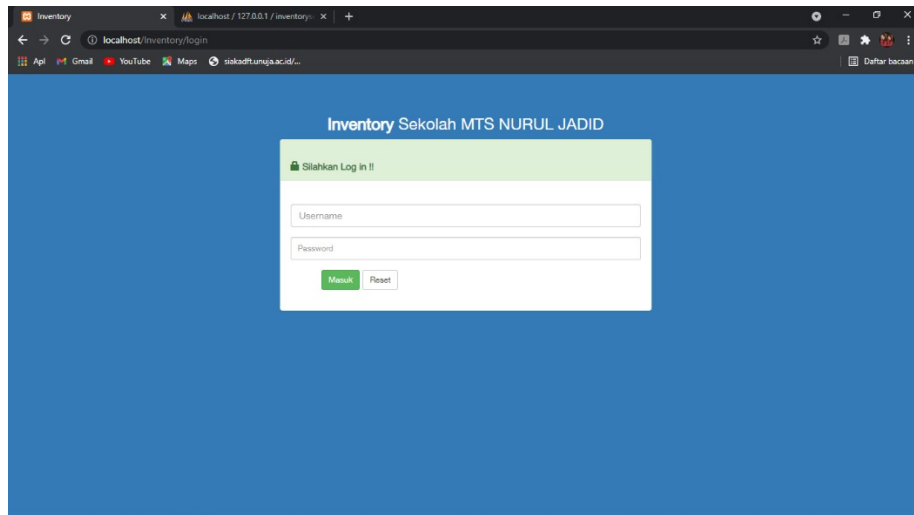 Inventory
localhost / 127.0.0.1 / inventorys
localhost/Inventory/login
Apl Gmail YouTube Maps siakadft.unuja.ac.id/... Daftar bacaan
Inventory Sekolah MTS NURUL JADID
Silahkan Log in !!
Username
Password
Masuk Reset